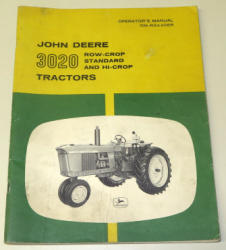 OPERATOR'S MANUAL
JOHN DEERE
3020
ROW-CROP
STANDARD
AND HI-CROP
TRACTORS